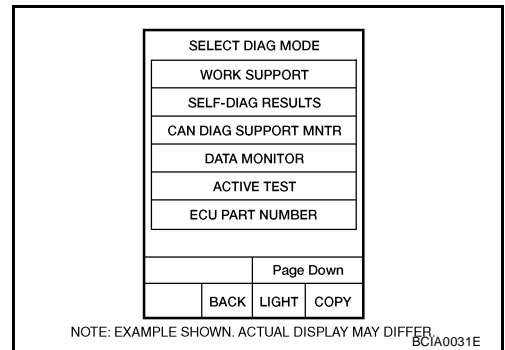 SELECT DIAG MODE
WORK SUPPORT
SELF-DIAG RESULTS
CAN DIAG SUPPORT MNTR
DATA MONITOR
ACTIVE TEST
ECU PART NUMBER
Page Down
BACK LIGHT COPY
NOTE: EXAMPLE SHOWN. ACTUAL DISPLAY MAY DIFFER.
BCIA0031E